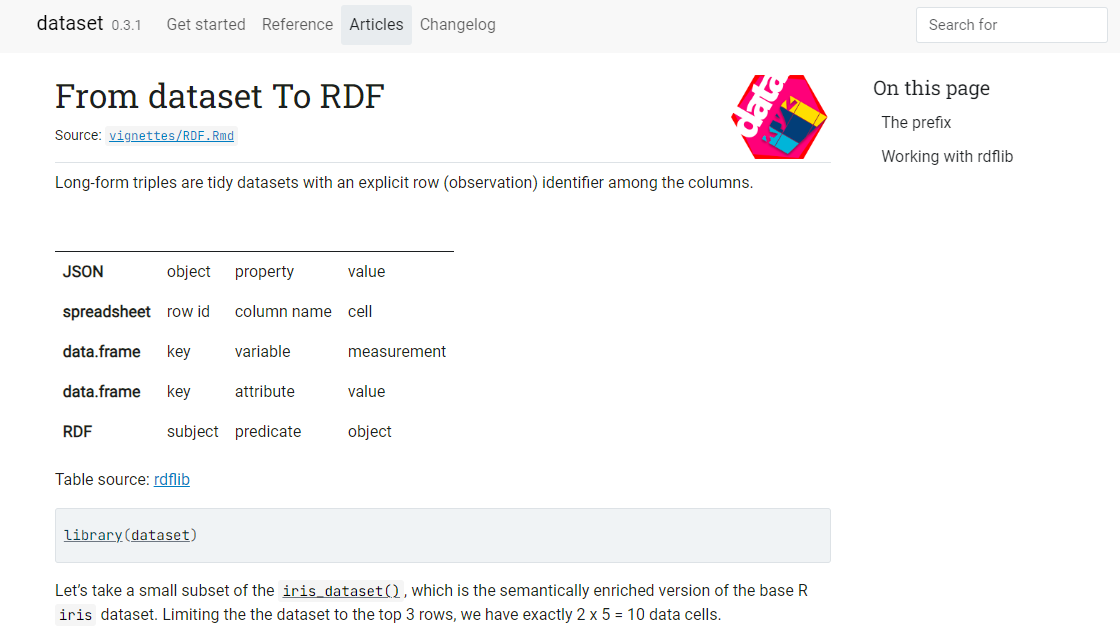 dataset 0.3.1 Get started Reference Articles Changelog Search for
From dataset To RDF
Source: vignettes/RDF.Rmd
data
On this page
The prefix
Working with rdflib
Long-form triples are tidy datasets with an explicit row (observation) identifier among the columns.
JSON object property value
spreadsheet row id column name cell
data.frame key variable measurement
data.frame key attribute value
RDF subject predicate object
Table source: rdflib
library(dataset)
Let’s take a small subset of the iris_dataset(), which is the semantically enriched version of the base R
iris dataset. Limiting the the dataset to the top 3 rows, we have exactly 2 x 5 = 10 data cells.